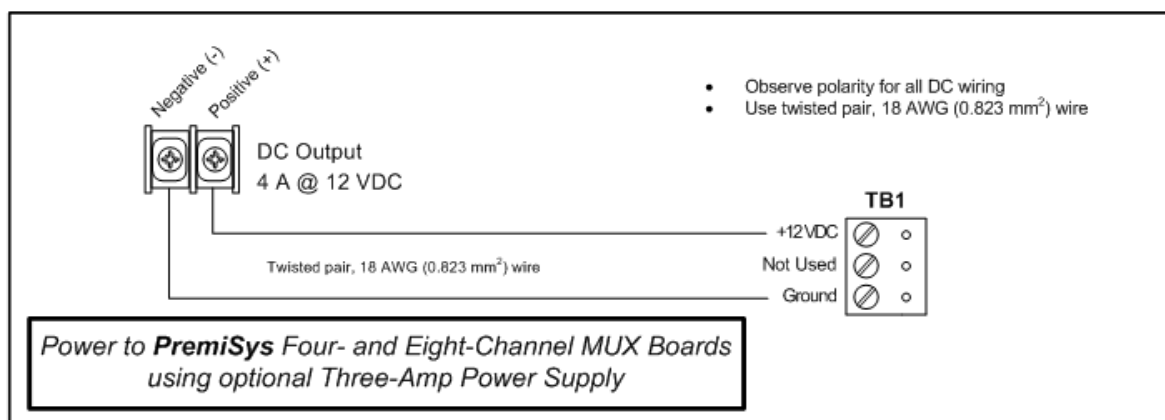 Negative (-)
Positive (+)
• Observe polarity for all DC wiring
• Use twisted pair, 18 AWG (0.823 mm²) wire
DC Output
4 A @ 12 VDC
TB1
+12VDC
Not Used
Ground
Twisted pair, 18 AWG (0.823 mm²) wire
Power to PremiSys Four- and Eight-Channel MUX Boards
using optional Three-Amp Power Supply